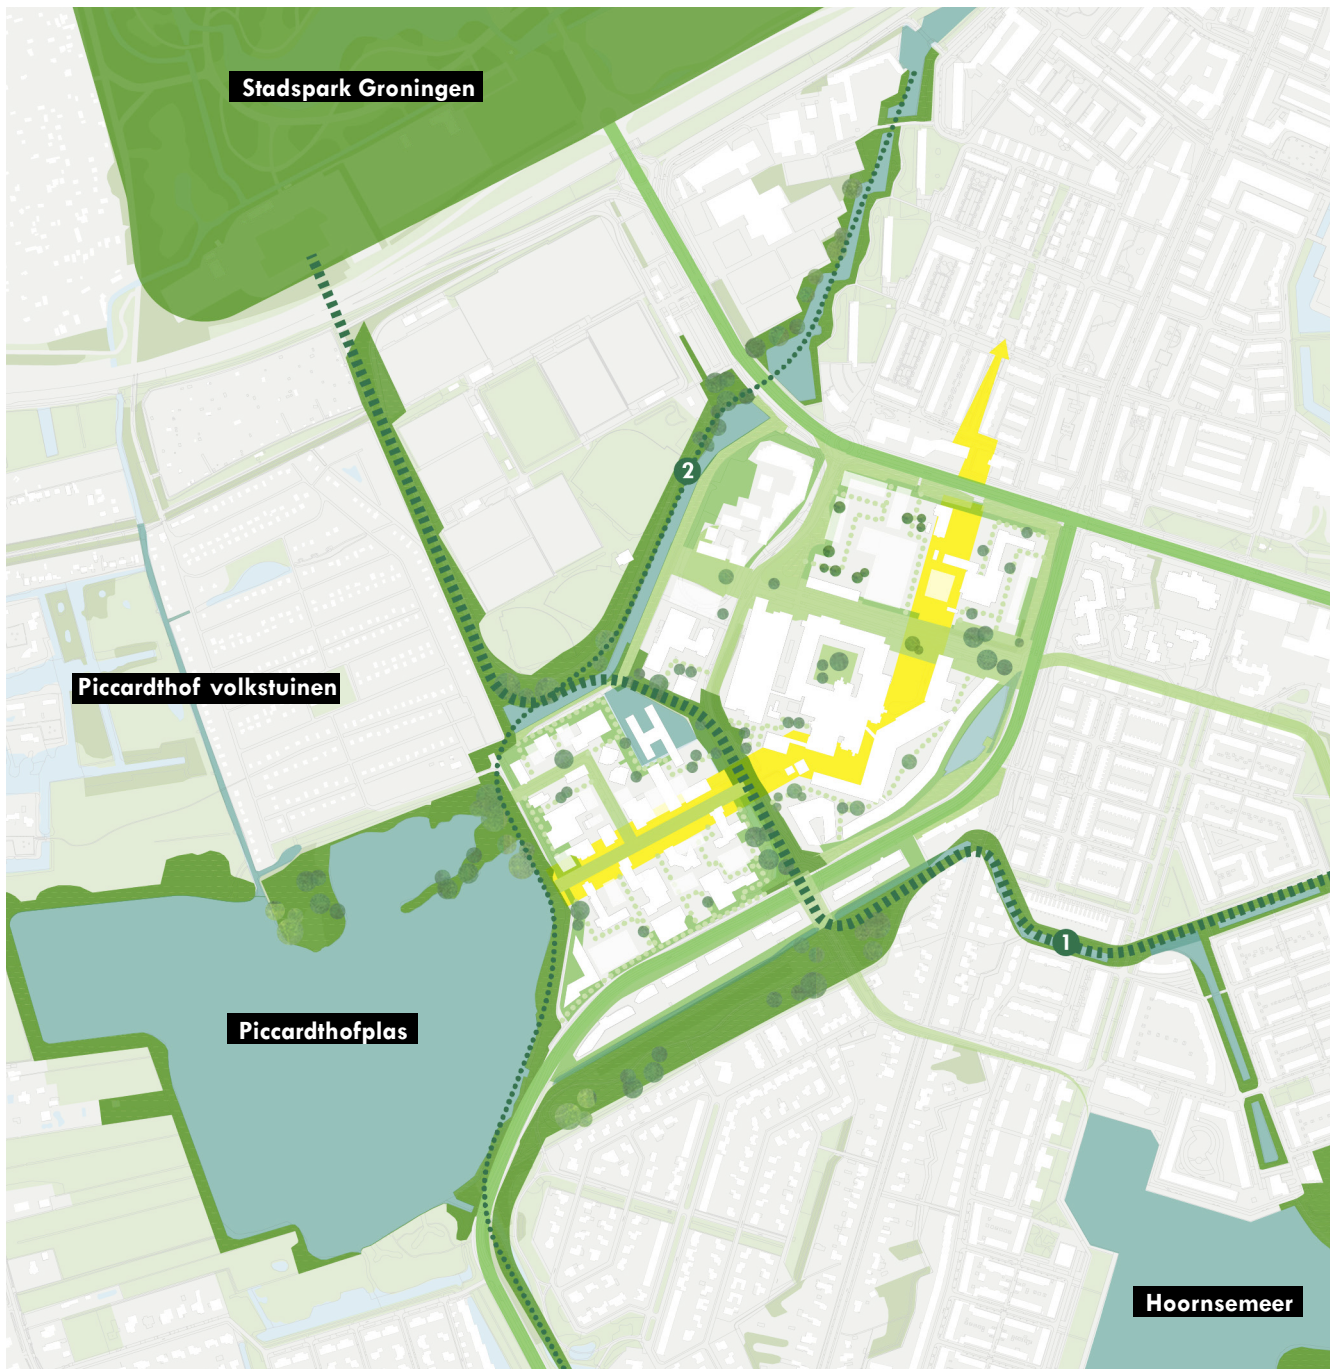 Stadspark Groningen
2
Piccardthof volkstuinen
1
Piccardthofplas
Hoornsemeer